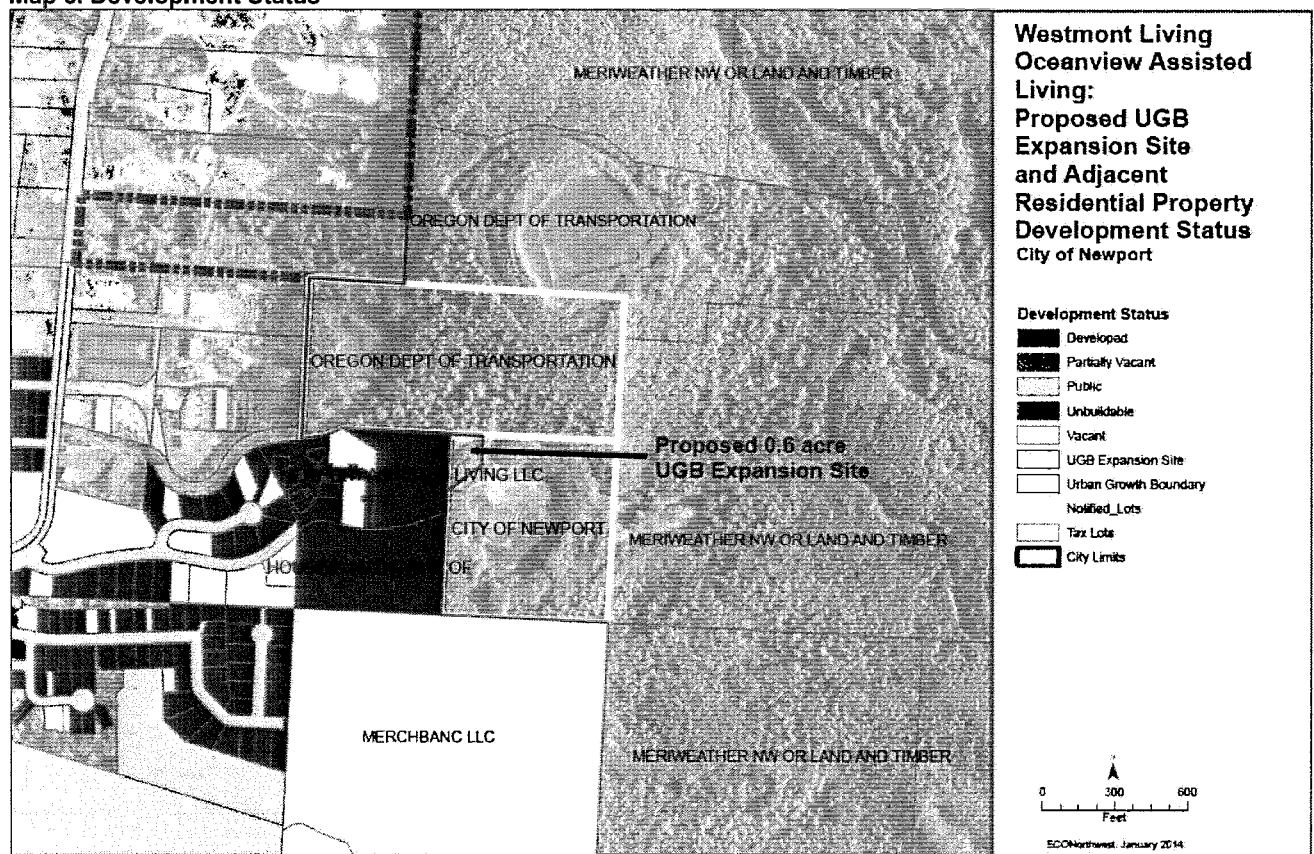 Map 3. Development Status
MERIWEATHER NW OR LAND AND TIMBER
OREGON DEPT OF TRANSPORTATION
OREGON DEPT OF TRANSPORTATION
Proposed 0.6 acre
UGB Expansion Site
LIVING LLC
CITY OF NEWPORT
MERIWEATHER NW OR LAND AND TIMBER
OF
MERCHBANC LLC
MERIWEATHER NW OR LAND AND TIMBER
Westmont Living
Oceanview Assisted
Living:
Proposed UGB
Expansion Site
and Adjacent
Residential Property
Development Status
City of Newport
Development Status
Developed
Partially Vacant
Public
Unbuildable
Vacant
UGB Expansion Site
Urban Growth Boundary
Notified_Lots
Tax Lots
City Limits
0 300 600
Feet
ECONorthwest, January 2014